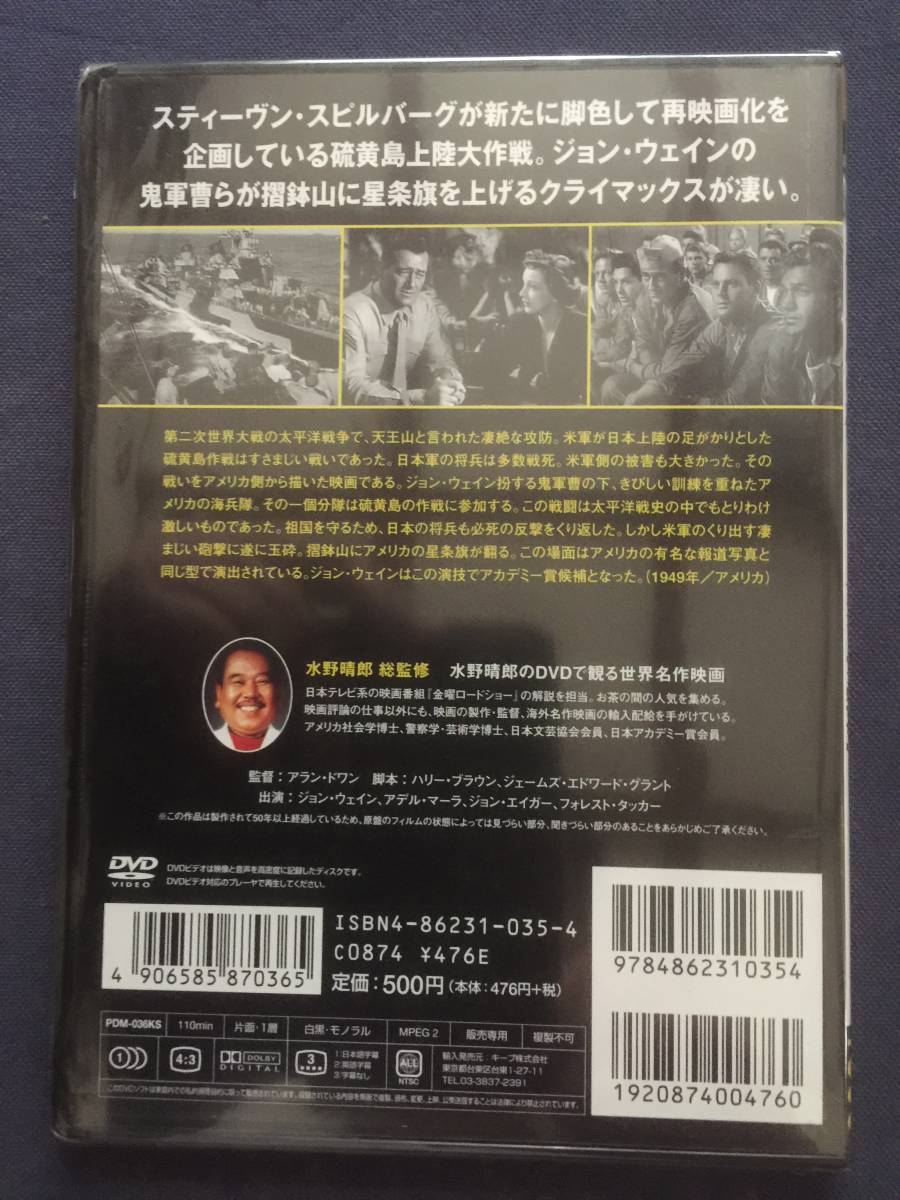 スティーヴン・スピルバーグが新たに脚色して再映画化を
企画している硫黄島上陸大作戦。ジョン・ウェインの
鬼軍曹らが摺鉢山に星条旗を上げるクライマックスが凄い。
第二次世界大戦の太平洋戦争で、天王山と言われた凄絶な攻防。米軍が日本上陸の足がかりとした
硫黄島作戦はすさまじい戦いであった。日本軍の将兵は多数戦死。米軍側の被害も大きかった。その
戦いをアメリカ側から描いた映画である。ジョン・ウェイン扮する鬼軍曹の下、きびしい訓練を重ねたア
メリカの海兵隊。その一個分隊は硫黄島の作戦に参加する。この戦闘は太平洋戦史の中でもとりわけ
激しいものであった。祖国を守るため、日本の将兵も必死の反撃をくり返した。しかし米軍のくり出す凄
まじい砲撃に遂に玉砕。摺鉢山にアメリカの星条旗が翻る。この場面はアメリカの有名な報道写真と
同じ型で演出されている。ジョン・ウェインはこの演技でアカデミー賞候補となった。(1949年/アメリカ)
水野晴郎 総監修 水野晴郎のDVDで観る世界名作映画
日本テレビ系の映画番組『金曜ロードショー』の解説を担当。お茶の間の人気を集める。
映画評論の仕事以外にも、映画の製作・監督、海外名作映画の輸入配給を手がけている。
アメリカ社会学博士、警察学・芸術学博士、日本文芸協会会員、日本アカデミー賞会員。
監督：アラン・ドワン 脚本：ハリー・ブラウン、ジェームズ・エドワード・グラント
出演：ジョン・ウェイン、アデル・マーラ、ジョン・エイガー、フォレスト・タッカー
※この作品は製作されて50年以上経過しているため、原盤のフィルムの状態によっては見づらい部分、聞きづらい部分のあることをあらかじめご了承ください。
DVD VIDEO
DVDビデオは映像と音声を高密度に記録したディスクです。
DVDビデオ対応のプレーヤで再生してください。
4 906585 870365
ISBN4-86231-035-4
C0874 ¥476E
定価：500円(本体：476円+税)
9784862310354
1920874004760
PDM-036KS 110min 片面・1層 白黒・モノラル MPEG 2 販売専用 複製不可
1 4:3 DOLBY DIGITAL 3
1:日本語字幕
2:英語字幕
3:字幕なし
ALL NTSC
輸入発売元：キープ株式会社
東京都台東区台東1-27-11
TEL.03-3837-2391